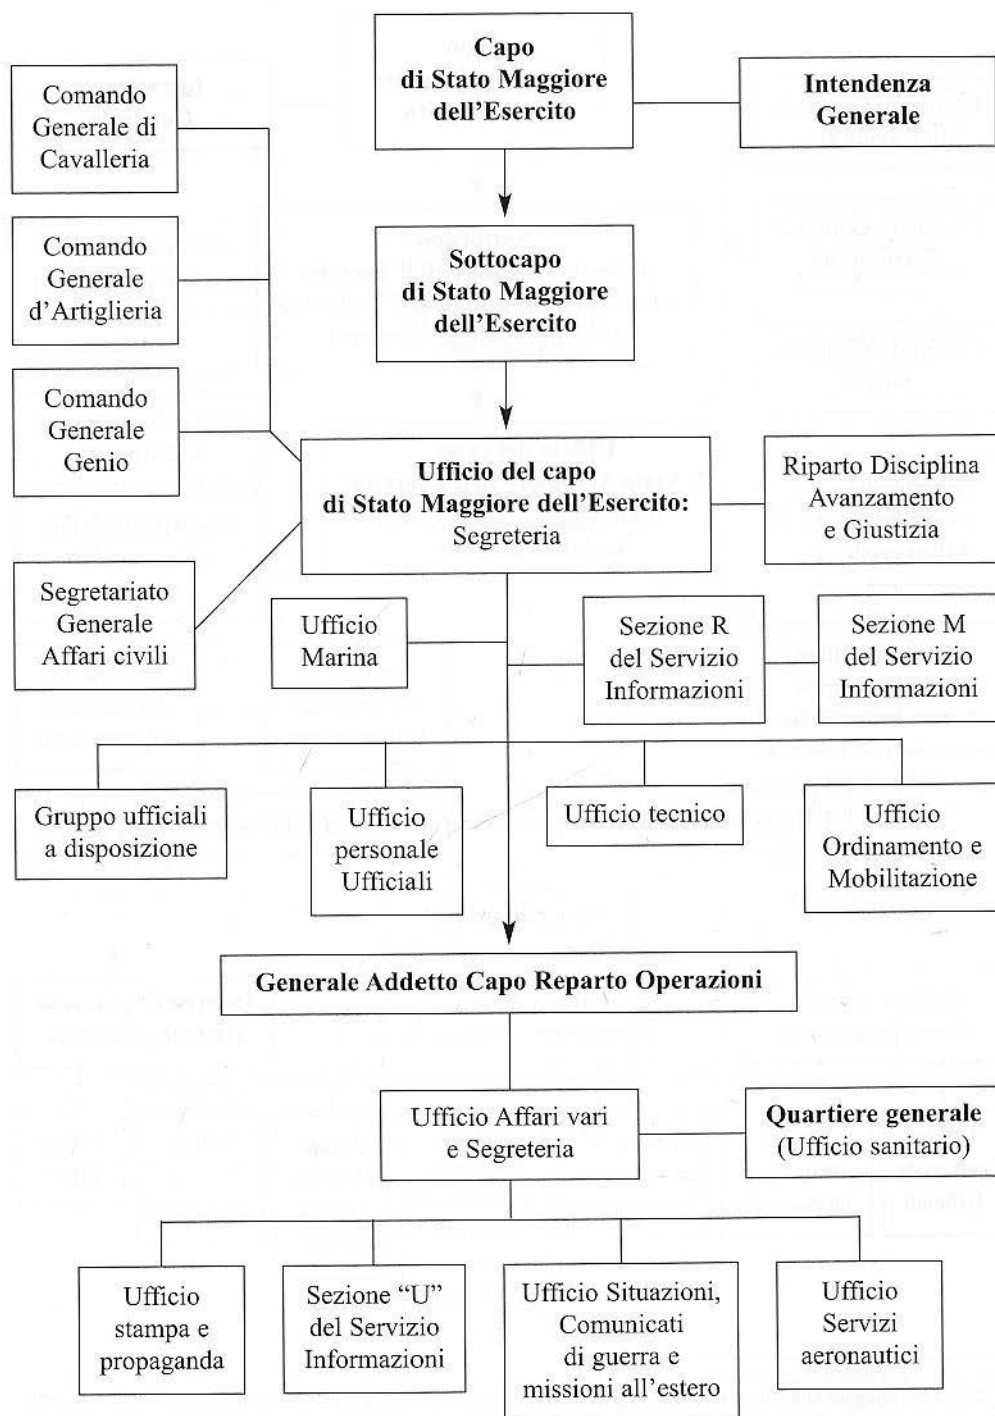 Capo
di Stato Maggiore
dell'Esercito
Intendenza
Generale
Comando
Generale di
Cavalleria
Comando
Generale
d'Artiglieria
Sottocapo
di Stato Maggiore
dell'Esercito
Comando
Generale
Genio
Ufficio del capo
di Stato Maggiore dell'Esercito:
Segreteria
Riparto Disciplina
Avanzamento
e Giustizia
Segretariato
Generale
Affari civili
Ufficio
Marina
Sezione R
del Servizio
Informazioni
Sezione M
del Servizio
Informazioni
Gruppo ufficiali
a disposizione
Ufficio
personale
Ufficiali
Ufficio tecnico
Ufficio
Ordinamento e
Mobilitazione
Generale Addetto Capo Reparto Operazioni
Ufficio Affari vari
e Segreteria
Quartiere generale
(Ufficio sanitario)
Ufficio
stampa e
propaganda
Sezione “U”
del Servizio
Informazioni
Ufficio Situazioni,
Comunicati
di guerra e
missioni all'estero
Ufficio
Servizi
aeronautici